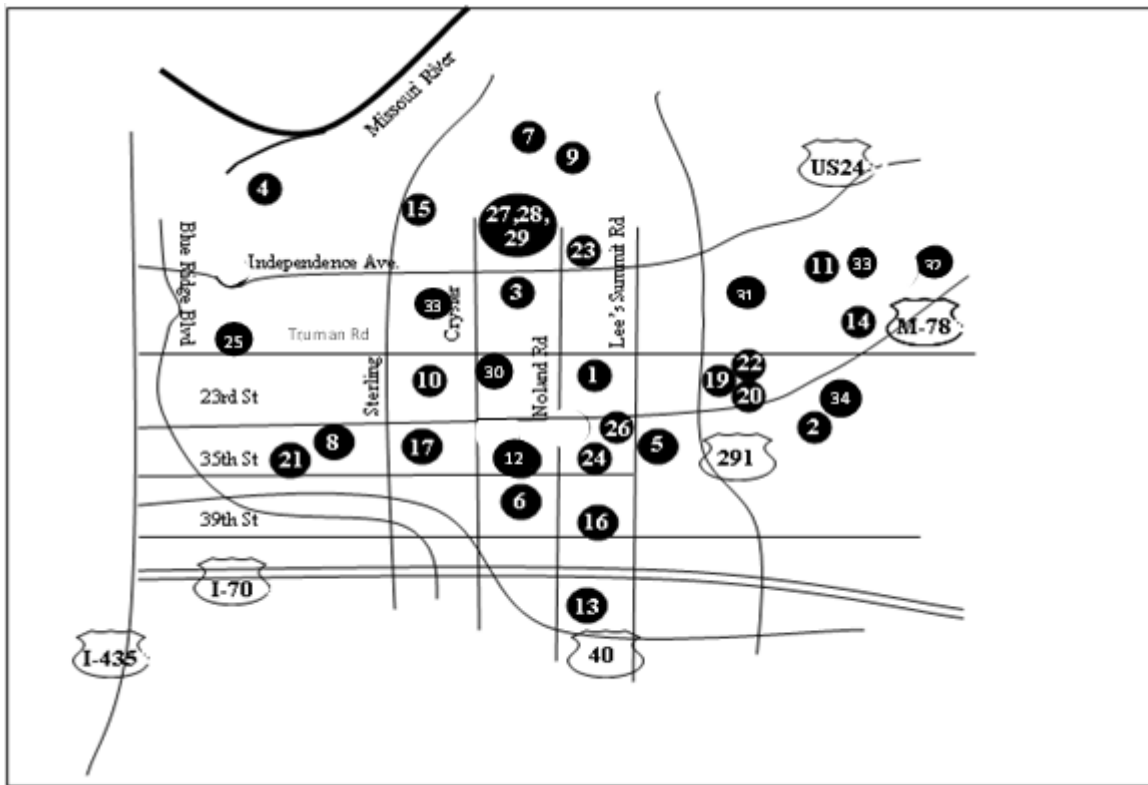 Missouri River
7
9
US24
4
15
27,28,
29
23
Lee's Summit Rd
Blue Ridge Blvd
Independence Ave.
11
33
32
3
31
33
Crysler
14
M-78
25
Truman Rd
Sterling
10
30
Noland Rd
1
19
22
20
23rd St
34
2
26
8
17
5
21
35th St
12
24
291
6
39th St
16
I-70
13
I-435
40